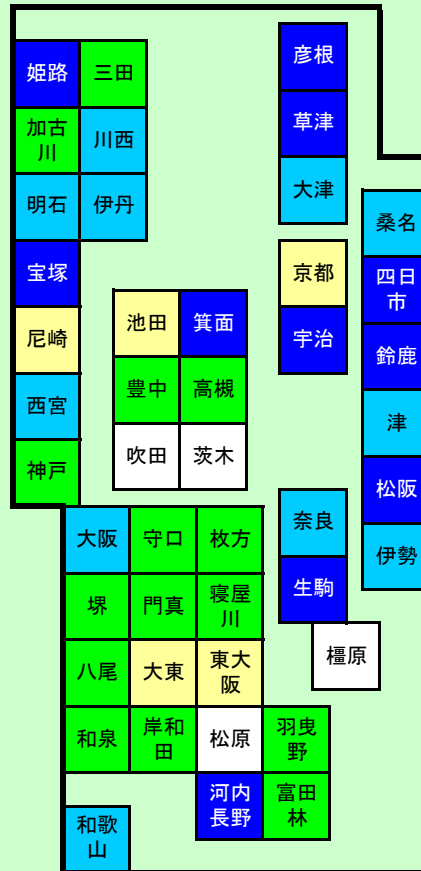 姫路
三田
加古
川
川西
明石
伊丹
宝塚
尼崎
西宮
神戸
池田
箕面
豊中
高槻
吹田
茨木
彦根
草津
大津
京都
宇治
桑名
四日
市
鈴鹿
津
松阪
伊勢
奈良
生駒
橿原
大阪
守口
枚方
堺
門真
寝屋
川
八尾
大東
東大
阪
和泉
岸和
田
松原
羽曳
野
河内
長野
富田
林
和歌
山